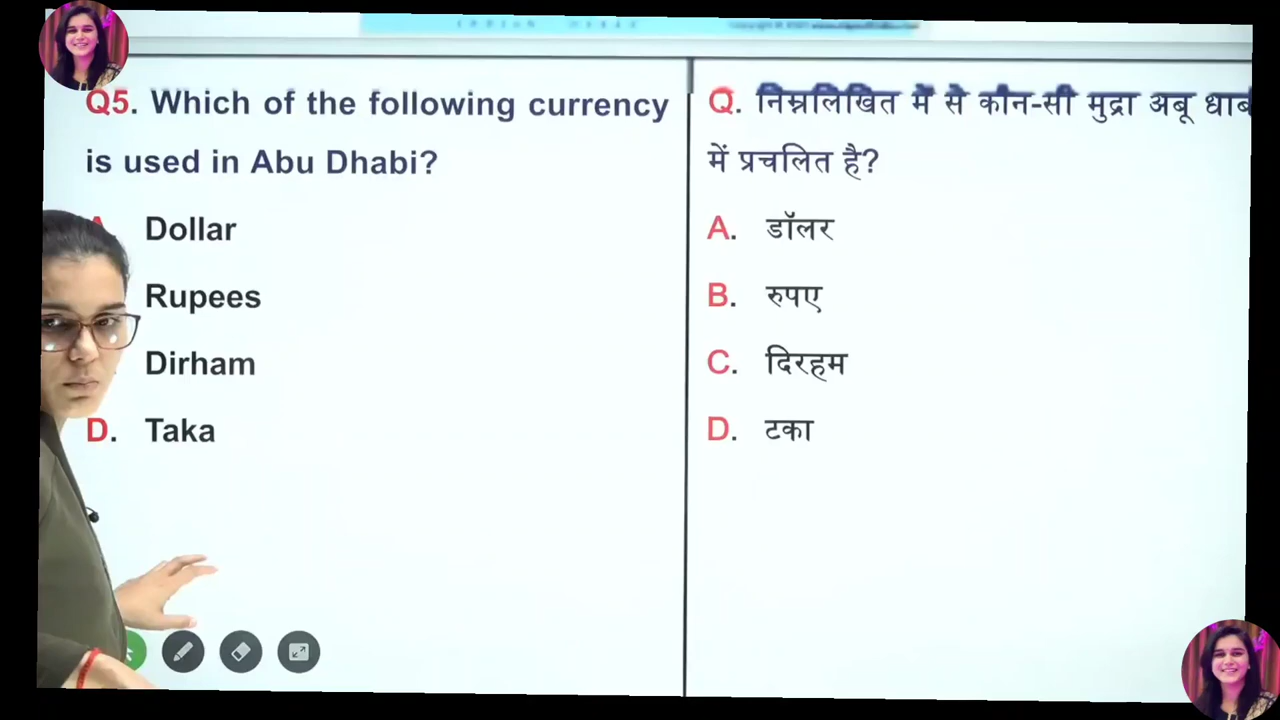 Q5. Which of the following currency
is used in Abu Dhabi?
Dollar
Rupees
Dirham
D. Taka
Q. निम्नलिखित में से कौन-सी मुद्रा अबू धाबी
में प्रचलित है?
A. डॉलर
B. रुपए
C. दिरहम
D. टका